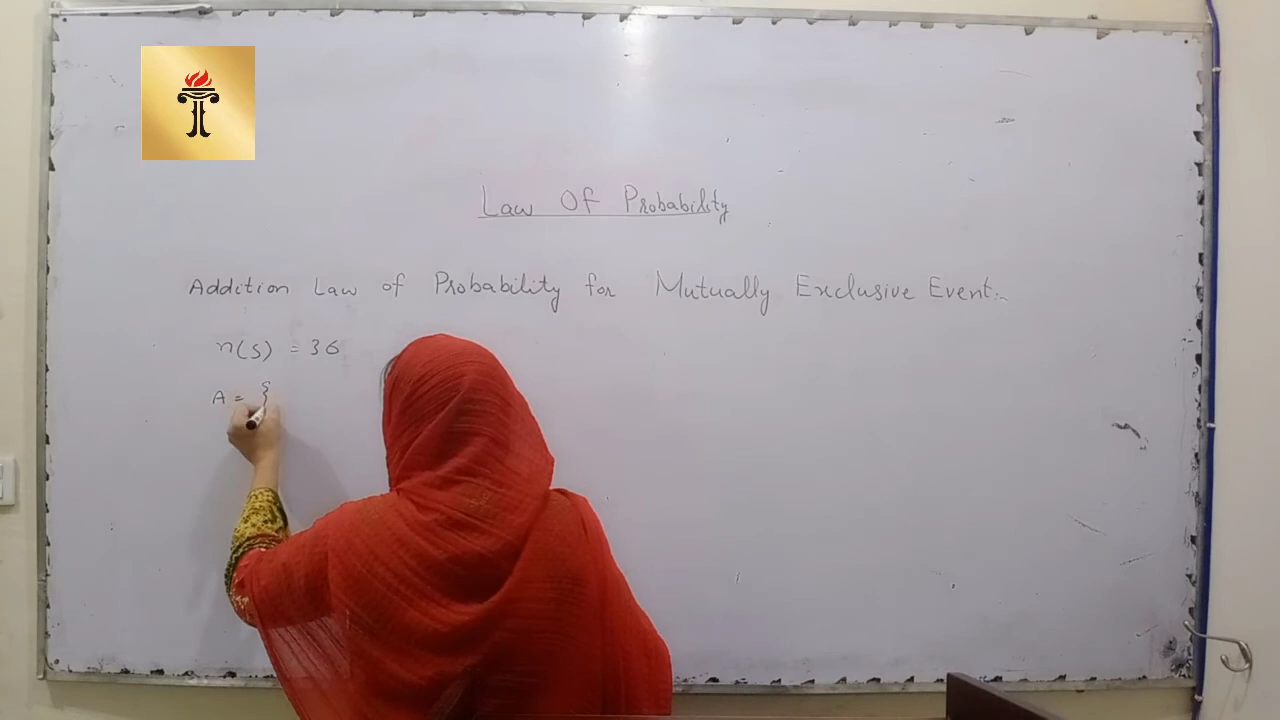 Law Of Probability
Addition Law of Probability for Mutually Exclusive Event:-
n(S) = 36
A = {